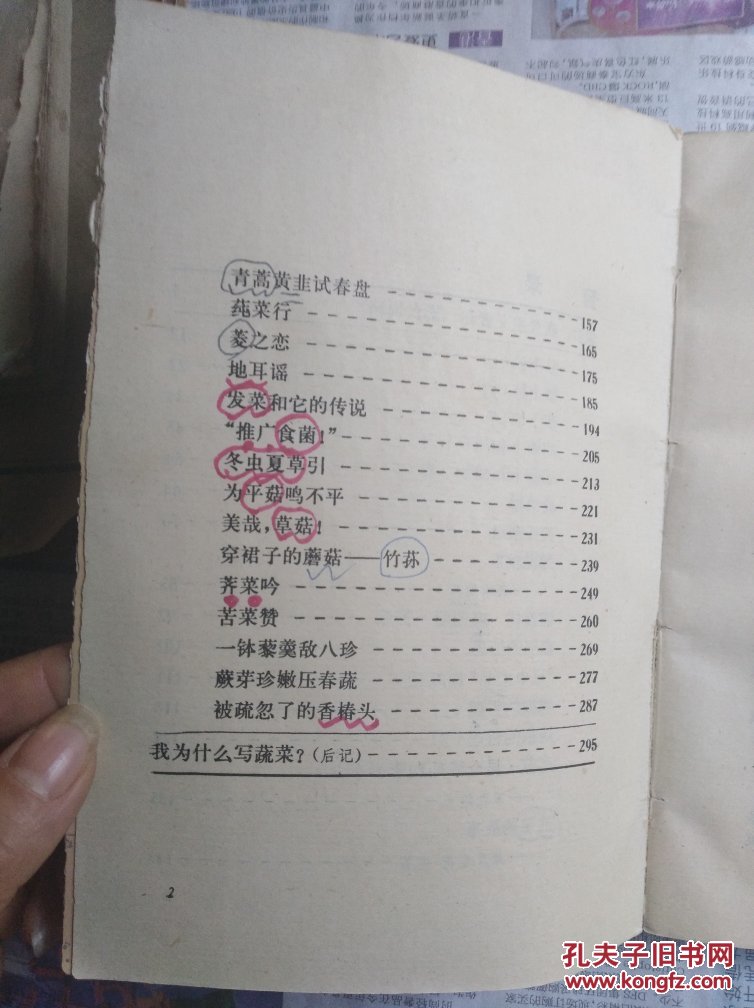 青蒿黄韭试春盘 157
莼菜行 165
菱之恋 175
地耳谣 185
发菜和它的传说 194
“推广食菌！” 205
冬虫夏草引 213
为平菇鸣不平 221
美哉，草菇！ 231
穿裙子的蘑菇——竹荪 239
荠菜吟 249
苦菜赞 260
一钵藜羹敌八珍 269
蕨芽珍嫩压春蔬 277
被疏忽了的香椿头 287
我为什么写蔬菜？（后记） 295
2
孔夫子旧书网
www.kongfz.com